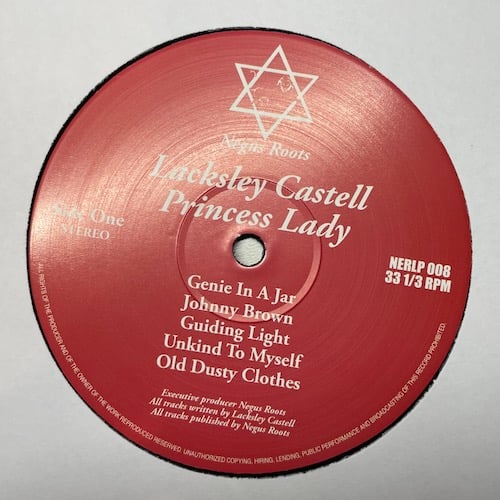 Negus Roots
Lacksley Castell
Princess Lady
Side One
STEREO
NERLP 008
33 1/3 RPM
Genie In A Jar
Johnny Brown
Guiding Light
Unkind To Myself
Old Dusty Clothes
Executive producer Negus Roots
All tracks written by Lacksley Castell
All tracks published by Negus Roots
ALL RIGHTS OF THE PRODUCER AND OF THE OWNER OF THE WORK REPRODUCED RESERVED. UNAUTHORIZED COPYING, HIRING, LENDING, PUBLIC PERFORMANCE AND BROADCASTING OF THIS RECORD PROHIBITED.